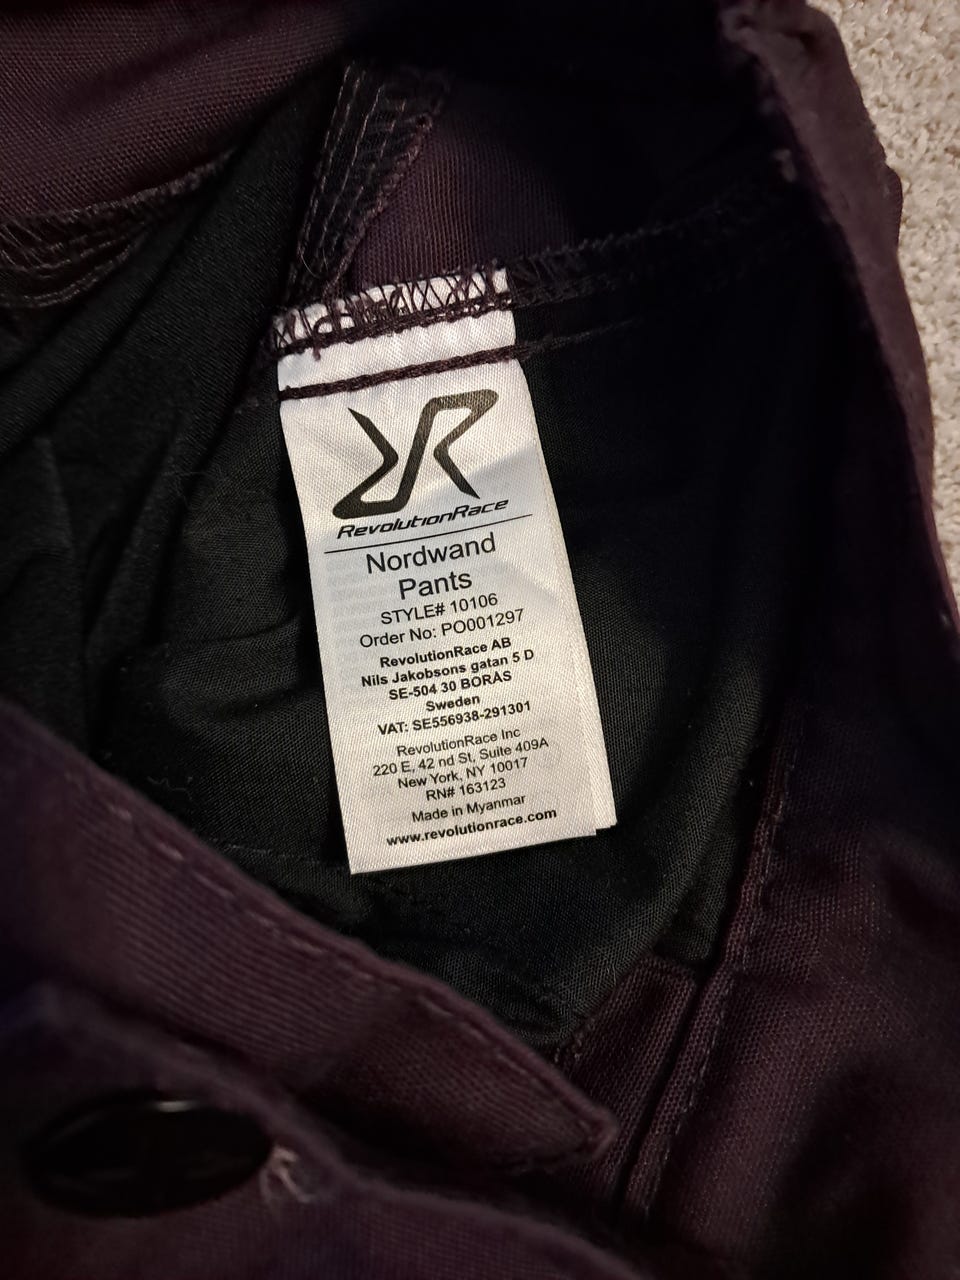 RevolutionRace
Nordwand
Pants
STYLE# 10106
Order No: PO001297
RevolutionRace AB
Nils Jakobsons gatan 5 D
SE-504 30 BORÅS
Sweden
VAT: SE556938-291301
RevolutionRace Inc
220 E, 42 nd St, Suite 409A
New York, NY 10017
RN# 163123
Made in Myanmar
www.revolutionrace.com